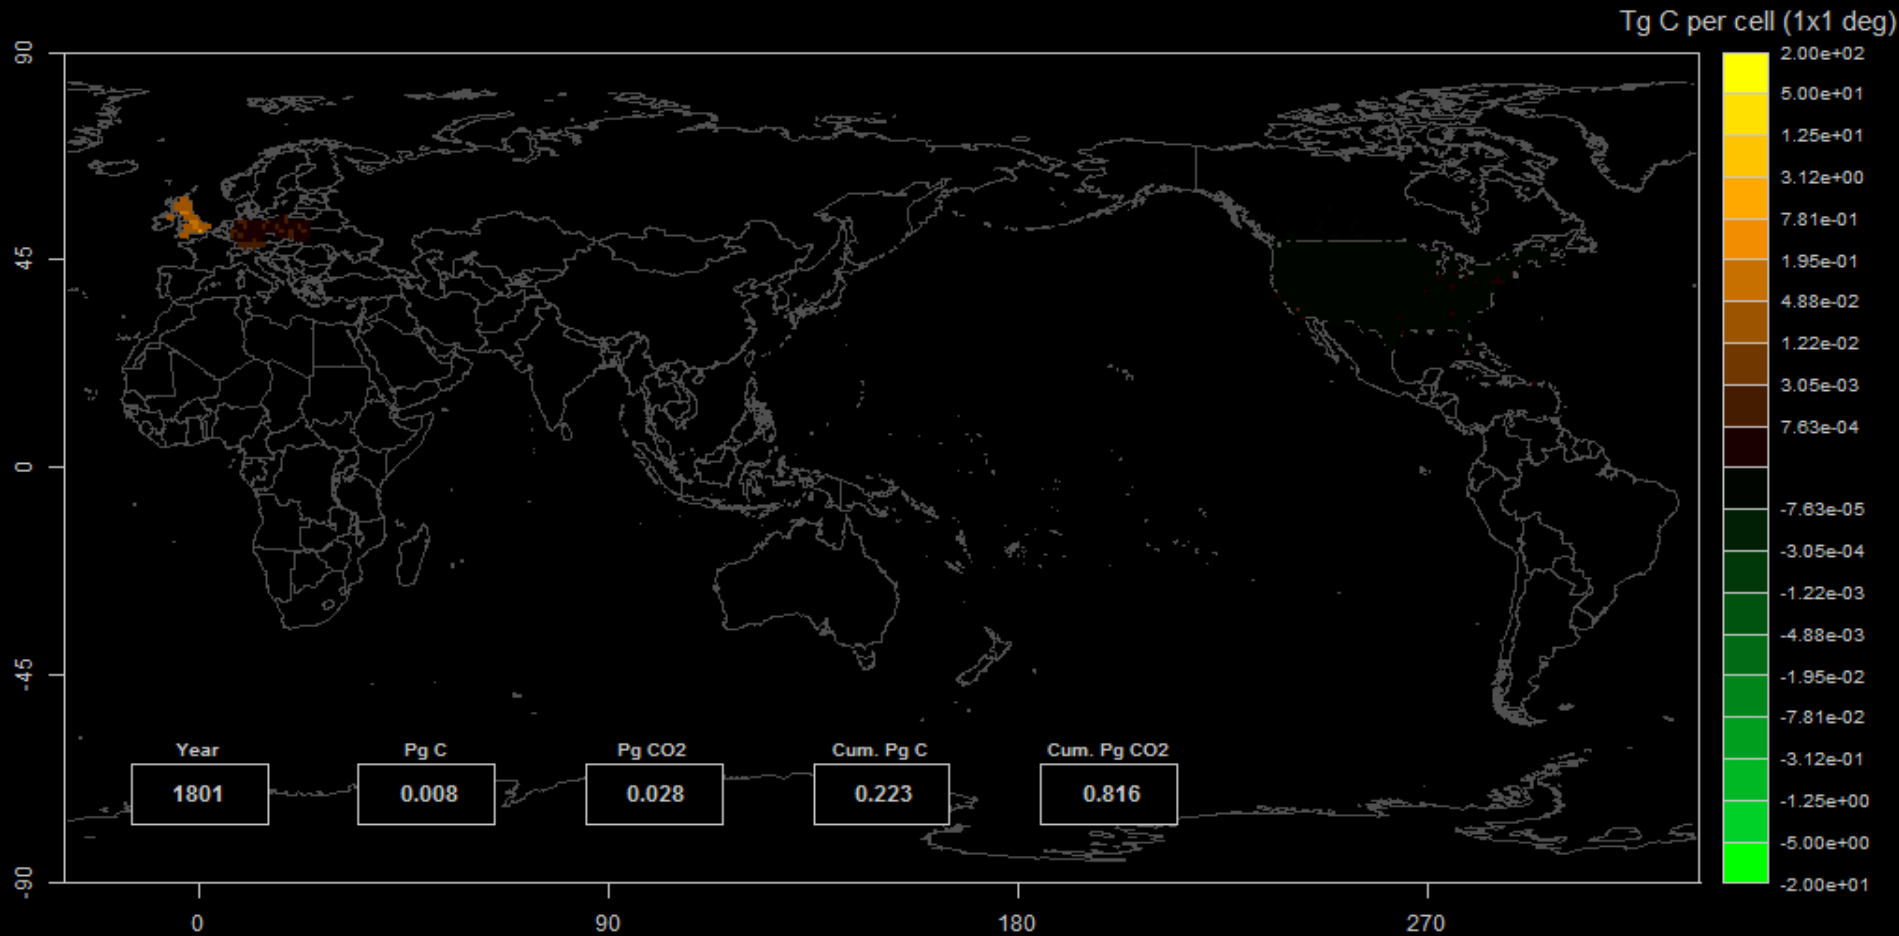 Tg C per cell (1x1 deg)
90
45
0
-45
-90
2.00e+02
5.00e+01
1.25e+01
3.12e+00
7.81e-01
1.95e-01
4.88e-02
1.22e-02
3.05e-03
7.63e-04
-7.63e-05
-3.05e-04
-1.22e-03
-4.88e-03
-1.95e-02
-7.81e-02
-3.12e-01
-1.25e+00
-5.00e+00
-2.00e+01
Year Pg C Pg CO2 Cum. Pg C Cum. Pg CO2
1801 0.008 0.028 0.223 0.816
0 90 180 270